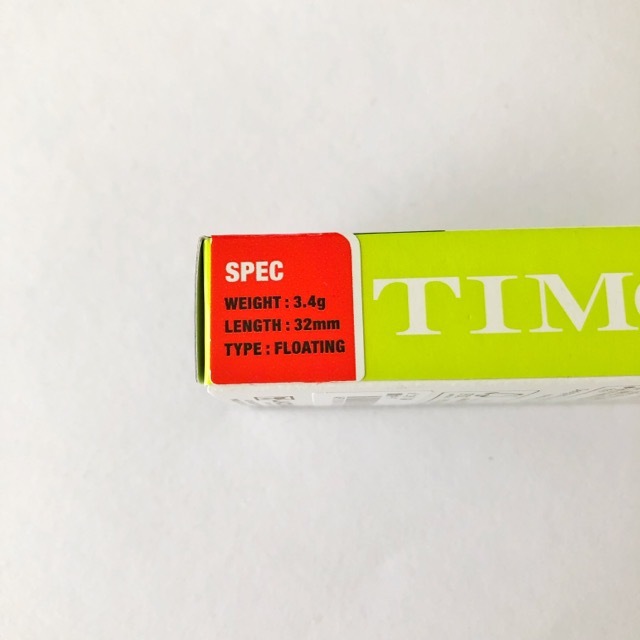 SPEC
WEIGHT : 3.4g
LENGTH : 32mm
TYPE : FLOATING
TIM